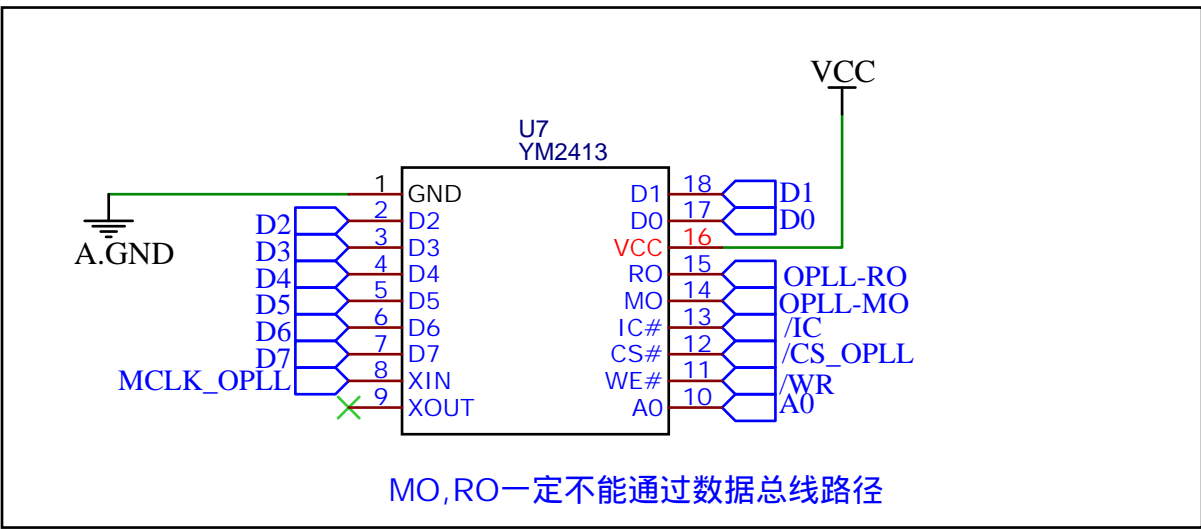 VCC
U7
YM2413
A.GND
1 GND
D2 2 D2
D3 3 D3
D4 4 D4
D5 5 D5
D6 6 D6
D7 7 D7
MCLK_OPLL 8 XIN
9 XOUT
D1 18 D1
D0 17 D0
VCC 16
RO 15 OPLL-RO
MO 14 OPLL-MO
IC# 13 /IC
CS# 12 /CS_OPLL
WE# 11 /WR
A0 10 A0
MO,RO一定不能通过数据总线路径